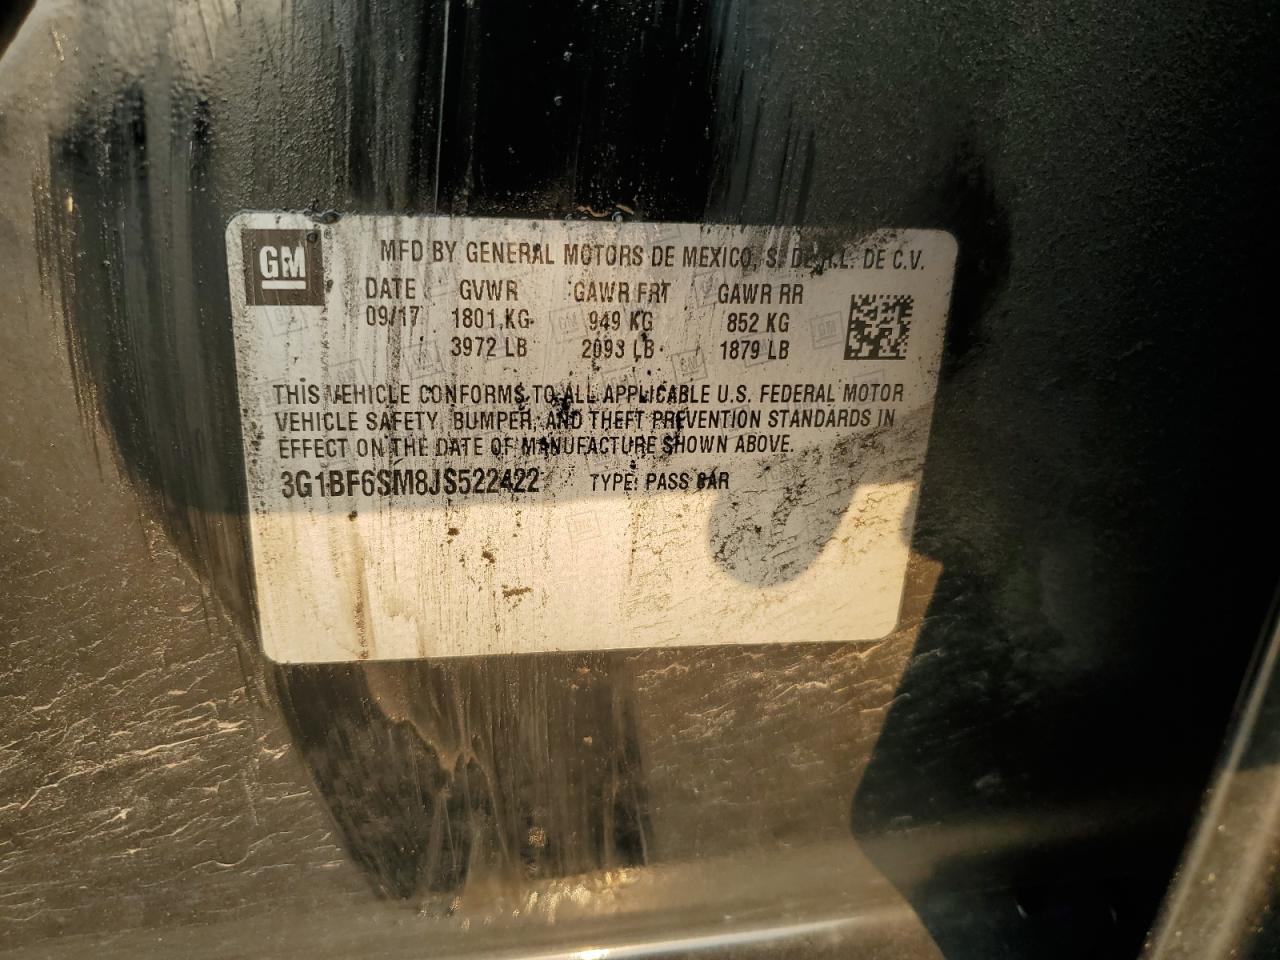 GM
MFD BY GENERAL MOTORS DE MEXICO, S. DE R.L. DE C.V.
DATE GVWR GAWR FRT GAWR RR
09/17 1801 KG 949 KG 852 KG
3972 LB 2093 LB 1879 LB
THIS VEHICLE CONFORMS TO ALL APPLICABLE U.S. FEDERAL MOTOR
VEHICLE SAFETY, BUMPER, AND THEFT PREVENTION STANDARDS IN
EFFECT ON THE DATE OF MANUFACTURE SHOWN ABOVE.
3G1BF6SM8JS522422 TYPE: PASS CAR